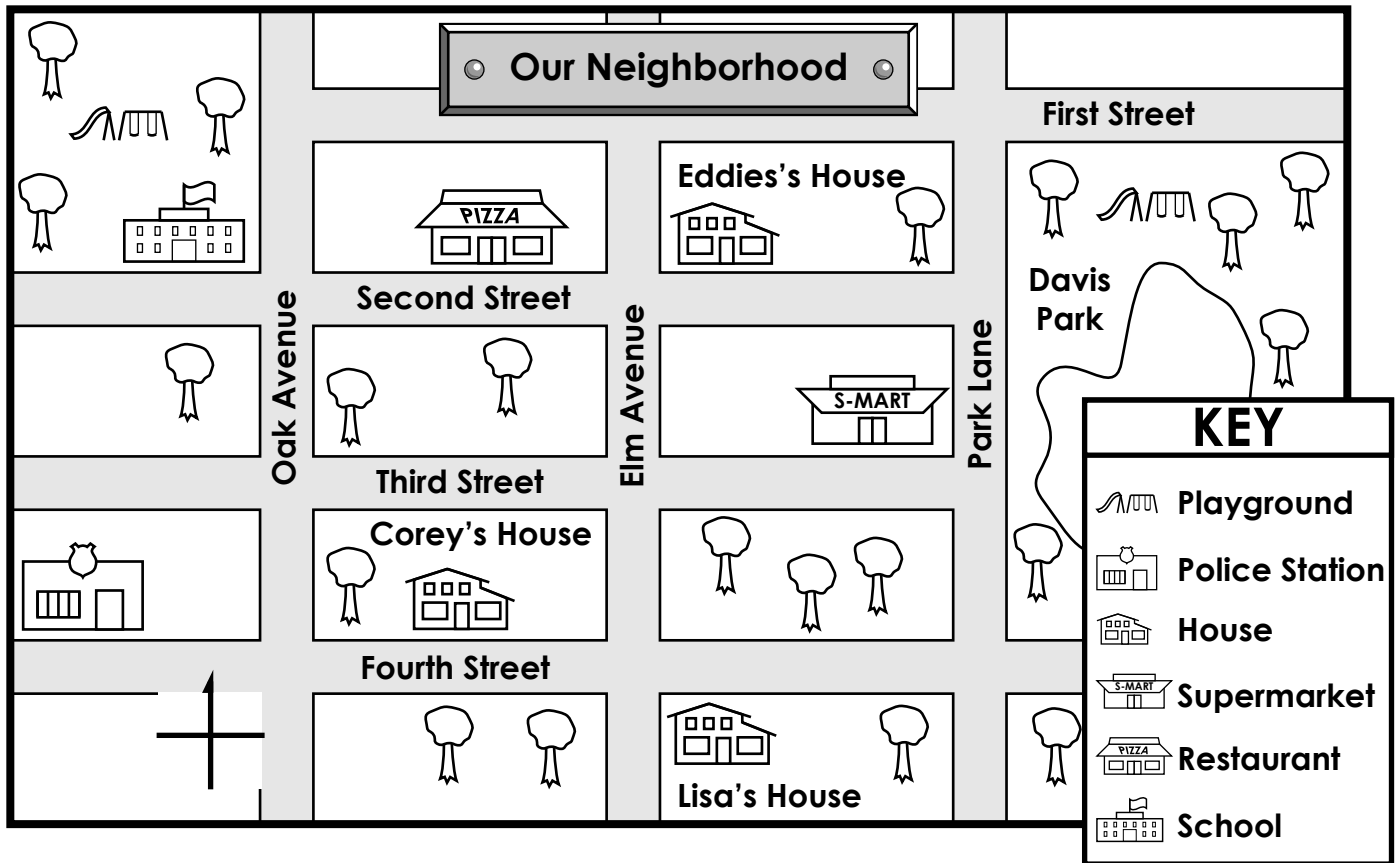 Our Neighborhood
First Street
Eddies's House
PIZZA
Davis
Park
Second Street
Oak Avenue
Elm Avenue
Park Lane
S-MART
Third Street
Corey's House
Fourth Street
Lisa's House
KEY
Playground
Police Station
House
S-MART
Supermarket
PIZZA
Restaurant
School